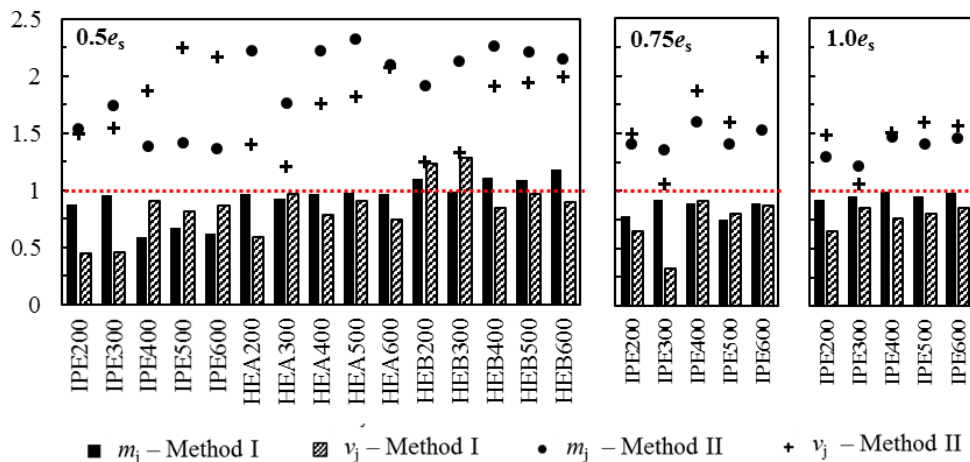 2.5
2
1.5
1
0.5
0
0.5es
0.75es
1.0es
IPE200 IPE300 IPE400 IPE500 IPE600 HEA200 HEA300 HEA400 HEA500 HEA600 HEB200 HEB300 HEB400 HEB500 HEB600
IPE200 IPE300 IPE400 IPE500 IPE600
IPE200 IPE300 IPE400 IPE500 IPE600
mj – Method I vj – Method I mj – Method II vj – Method II